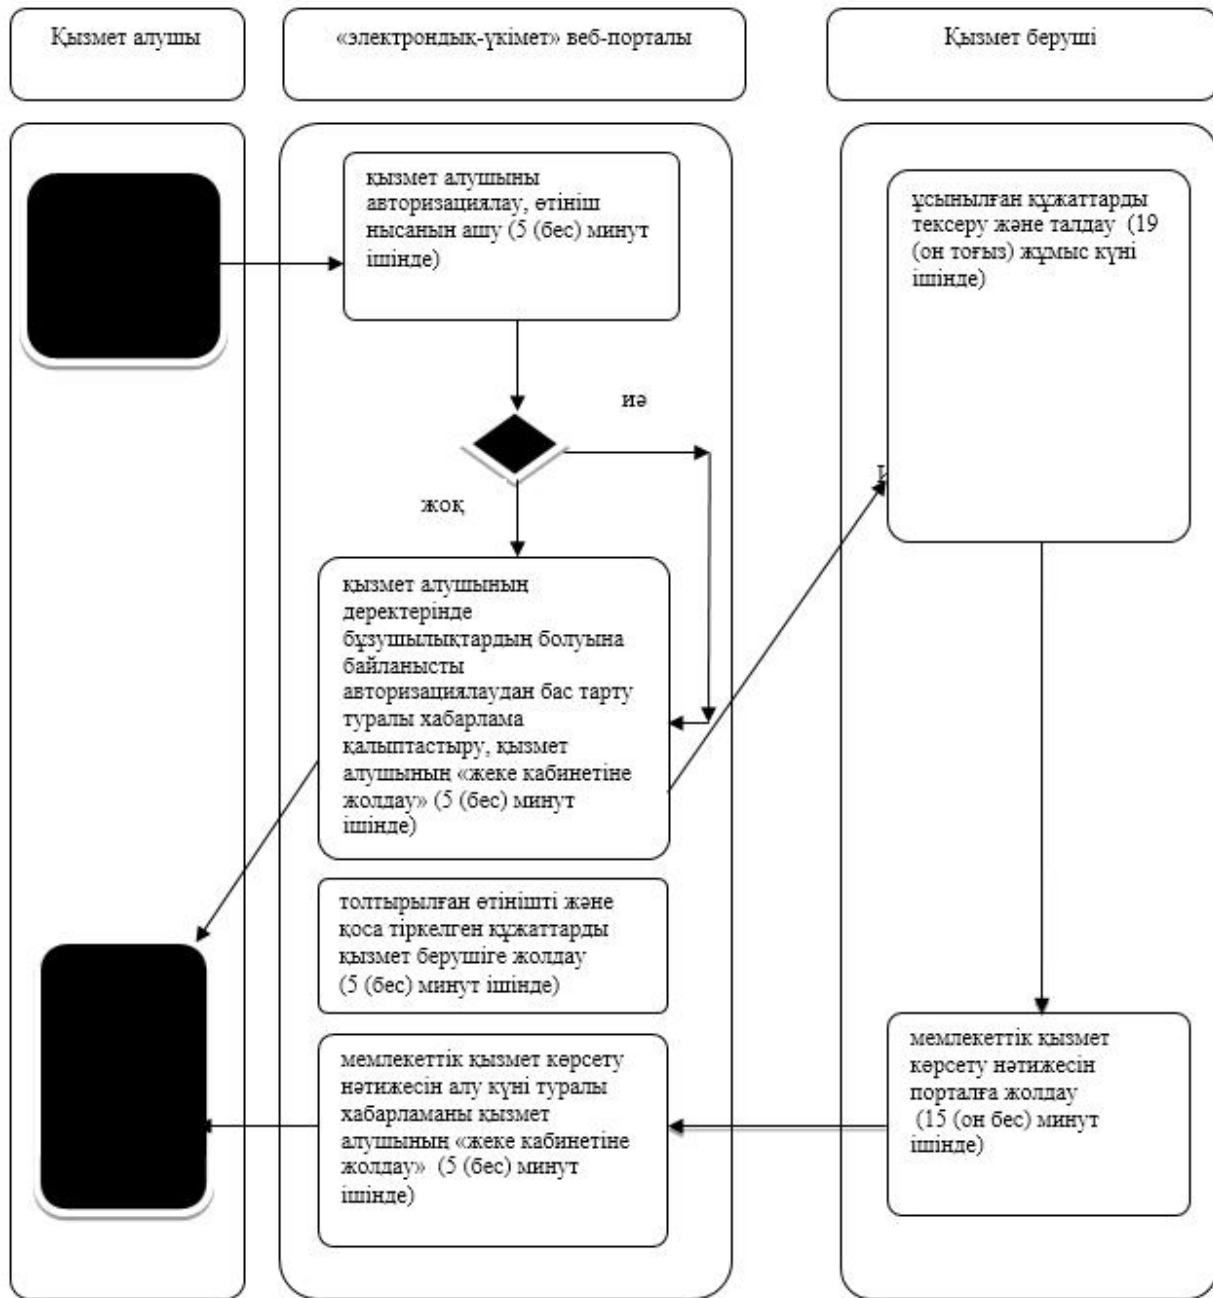 Қызмет алушы
«электрондық-үкімет» веб-порталы
Қызмет беруші
қызмет алушыны
авторизациялау, өтініш
нысанын ашу (5 (бес) минут
ішінде)
ұсынылған құжаттарды
тексеру және талдау (19
(он тоғыз) жұмыс күні
ішінде)
иә
жоқ
қызмет алушының
деректерінде
бұзушылықтардың болуына
байланысты
авторизациялаудан бас тарту
туралы хабарлама
қалыптастыру, қызмет
алушының «жеке кабинетіне
жолдау» (5 (бес) минут
ішінде)
толтырылған өтінішті және
қоса тіркелген құжаттарды
қызмет берушіге жолдау
(5 (бес) минут ішінде)
мемлекеттік қызмет көрсету
нәтижесін алу күні туралы
хабарламаны қызмет
алушының «жеке кабинетіне
жолдау» (5 (бес) минут
ішінде)
мемлекеттік қызмет
көрсету нәтижесін
порталға жолдау
(15 (он бес) минут
ішінде)